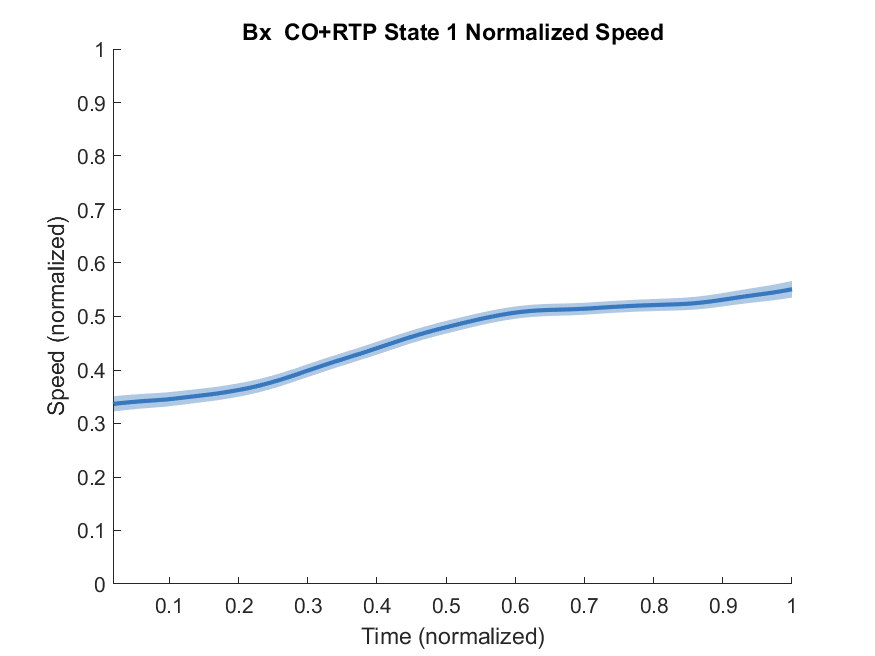 Bx  CO+RTP State 1 Normalized Speed
1
0.9
0.8
0.7
0.6
0.5
0.4
0.3
0.2
0.1
0
Speed (normalized)
0.1 0.2 0.3 0.4 0.5 0.6 0.7 0.8 0.9 1
Time (normalized)